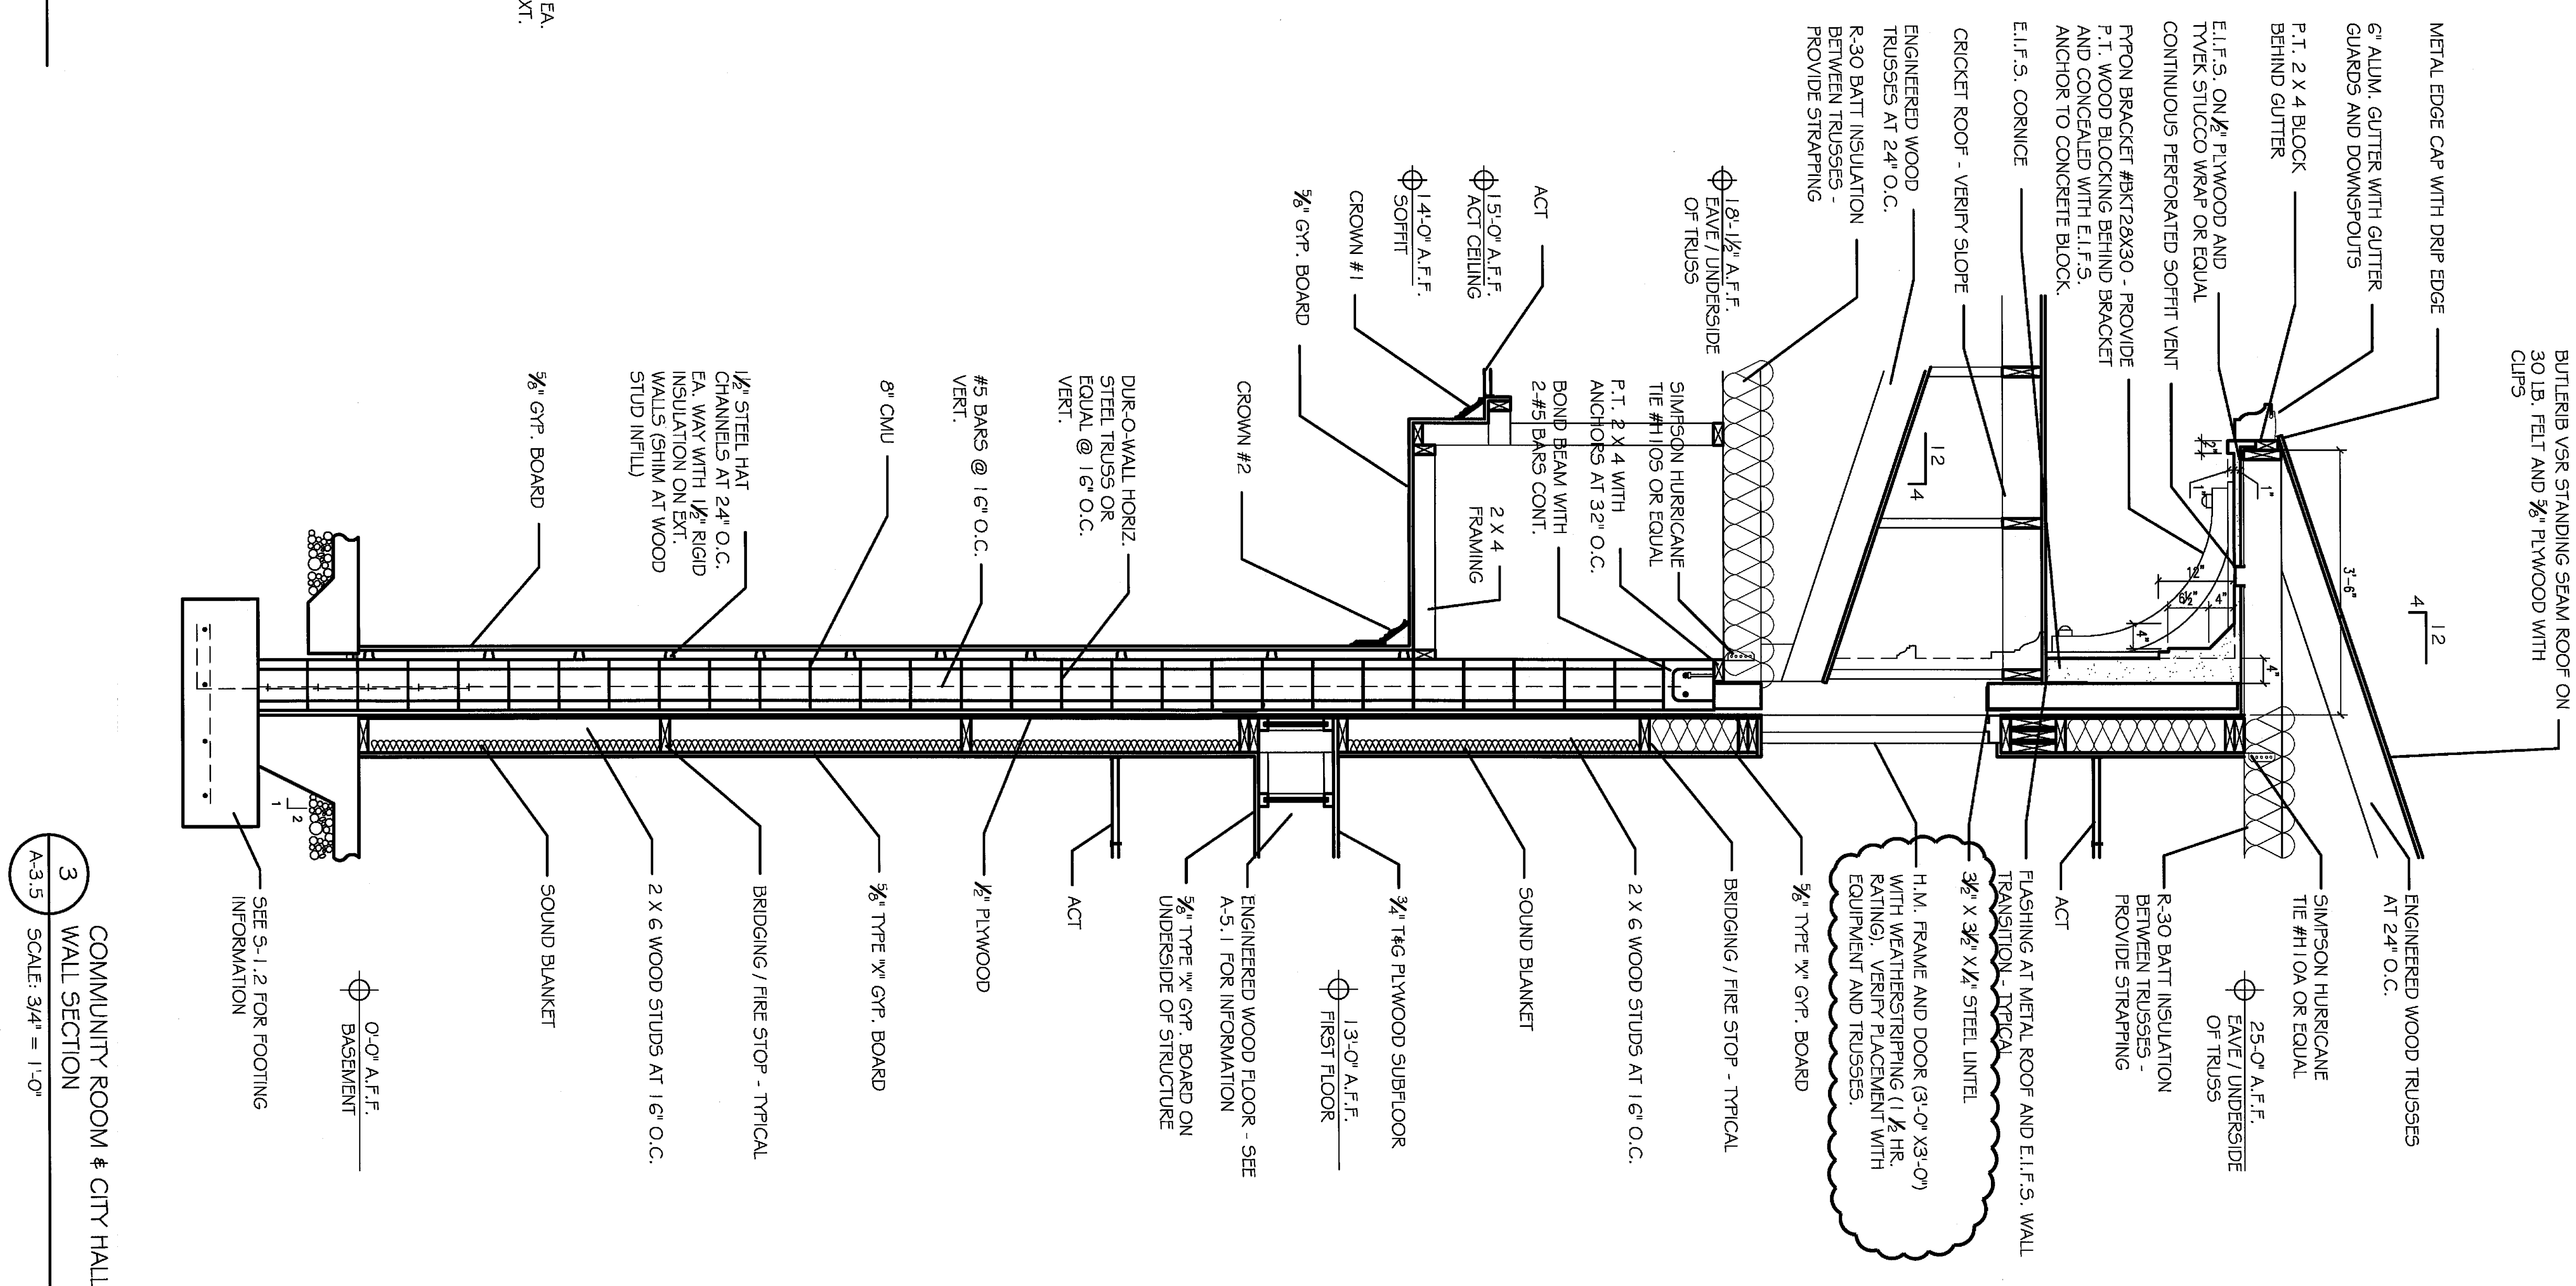 BUTLERIB VSR STANDING SEAM ROOF ON
30 LB. FELT AND 5/8" PLYWOOD WITH
CLIPS
METAL EDGE CAP WITH DRIP EDGE
6" ALUM. GUTTER WITH GUTTER
GUARDS AND DOWNSPOUTS
P.T. 2 X 4 BLOCK
BEHIND GUTTER
E.I.F.S. ON 1/2" PLYWOOD AND
TYVEK STUCCO WRAP OR EQUAL
CONTINUOUS PERFORATED SOFFIT VENT
FYPON BRACKET #BKT28X30 - PROVIDE
P.T. WOOD BLOCKING BEHIND BRACKET
AND CONCEALED WITH E.I.F.S.
ANCHOR TO CONCRETE BLOCK.
E.I.F.S. CORNICE
CRICKET ROOF - VERIFY SLOPE
ENGINEERED WOOD
TRUSSES AT 24" O.C.
R-30 BATT INSULATION
BETWEEN TRUSSES -
PROVIDE STRAPPING
18'-1 1/2" A.F.F.
EAVE / UNDERSIDE
OF TRUSS
ACT
15'-0" A.F.F.
ACT CEILING
14'-0" A.F.F.
SOFFIT
CROWN #1
5/8" GYP. BOARD
SIMPSON HURRICANE
TIE #H10S OR EQUAL
P.T. 2 X 4 WITH
ANCHORS AT 32" O.C.
BOND BEAM WITH
2-#5 BARS CONT.
2 X 4
FRAMING
CROWN #2
DUR-O-WALL HORIZ.
STEEL TRUSS OR
EQUAL @ 16" O.C.
VERT.
#5 BARS @ 16" O.C.
VERT.
8" CMU
1 1/2" STEEL HAT
CHANNELS AT 24" O.C.
EA. WAY WITH 1 1/2" RIGID
INSULATION ON EXT.
WALLS (SHIM AT WOOD
STUD INFILL)
5/8" GYP. BOARD
12
4
3'-6"
4
12
2"
1"
1"
12"
6 1/2"
4"
4"
4"
ENGINEERED WOOD TRUSSES
AT 24" O.C.
SIMPSON HURRICANE
TIE #H10A OR EQUAL
25-0" A.F.F.
EAVE / UNDERSIDE
OF TRUSS
R-30 BATT INSULATION
BETWEEN TRUSSES -
PROVIDE STRAPPING
ACT
FLASHING AT METAL ROOF AND E.I.F.S. WALL
TRANSITION - TYPICAL
3 1/2" X 3 1/2" X 1/4" STEEL LINTEL
H.M. FRAME AND DOOR (3'-0" X3'-0")
WITH WEATHERSTRIPPING (1 1/2 HR.
RATING). VERIFY PLACEMENT WITH
EQUIPMENT AND TRUSSES.
5/8" TYPE "X" GYP. BOARD
BRIDGING / FIRE STOP - TYPICAL
2 X 6 WOOD STUDS AT 16" O.C.
SOUND BLANKET
3/4" T&G PLYWOOD SUBFLOOR
13'-0" A.F.F.
FIRST FLOOR
ENGINEERED WOOD FLOOR - SEE
A-5.1 FOR INFORMATION
5/8" TYPE "X" GYP. BOARD ON
UNDERSIDE OF STRUCTURE
ACT
1/2" PLYWOOD
5/8" TYPE "X" GYP. BOARD
BRIDGING / FIRE STOP - TYPICAL
2 X 6 WOOD STUDS AT 16" O.C.
SOUND BLANKET
0'-0" A.F.F.
BASEMENT
1
2
SEE S-1.2 FOR FOOTING
INFORMATION
3
A-3.5
COMMUNITY ROOM & CITY HALL
WALL SECTION
SCALE: 3/4" = 1'-0"
EA.
XT.